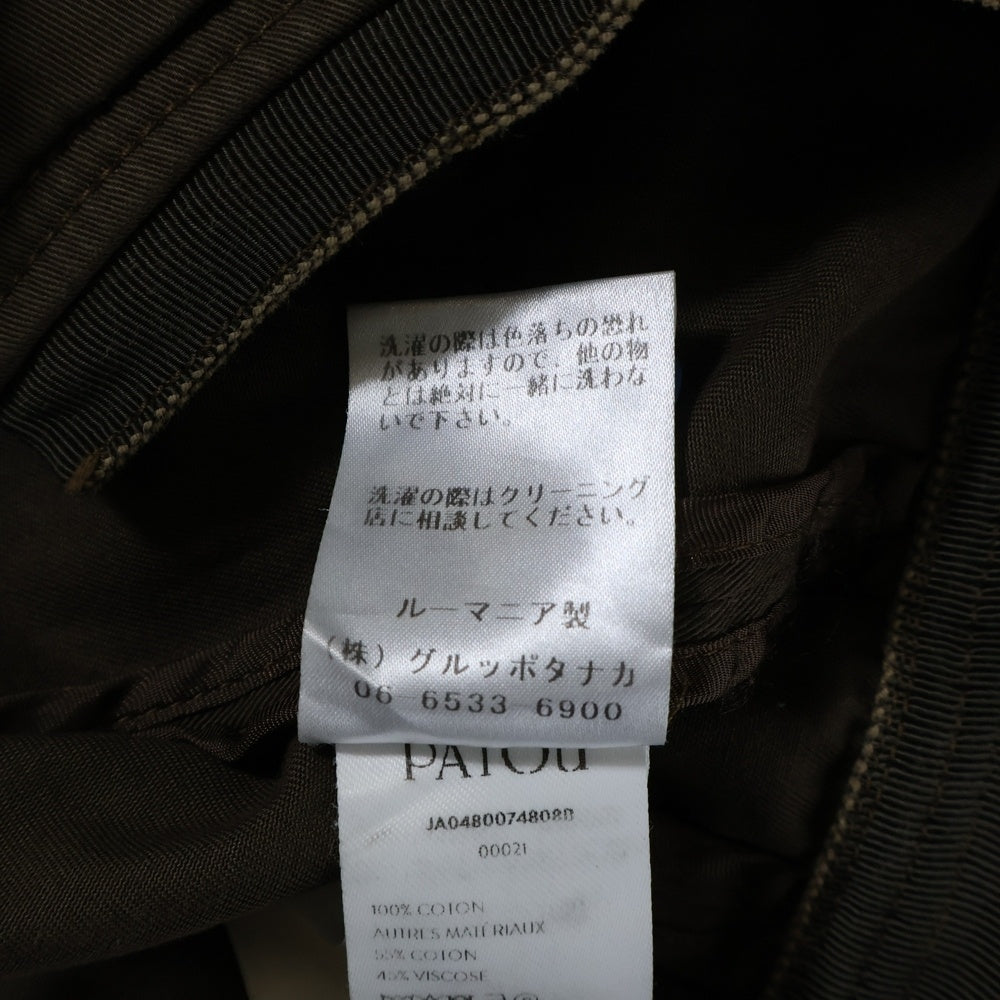 洗濯の際は色落ちの恐れ
がありますので、他の物
とは絶対に一緒に洗わな
いで下さい。
洗濯の際はクリーニング
店に相談してください。
ルーマニア製
（株）グルッポタナカ
06 6533 6900
PATOU
JA0480074808B
00021
100% COTON
AUTRES MATÉRIAUX
55% COTON
45% VISCOSE